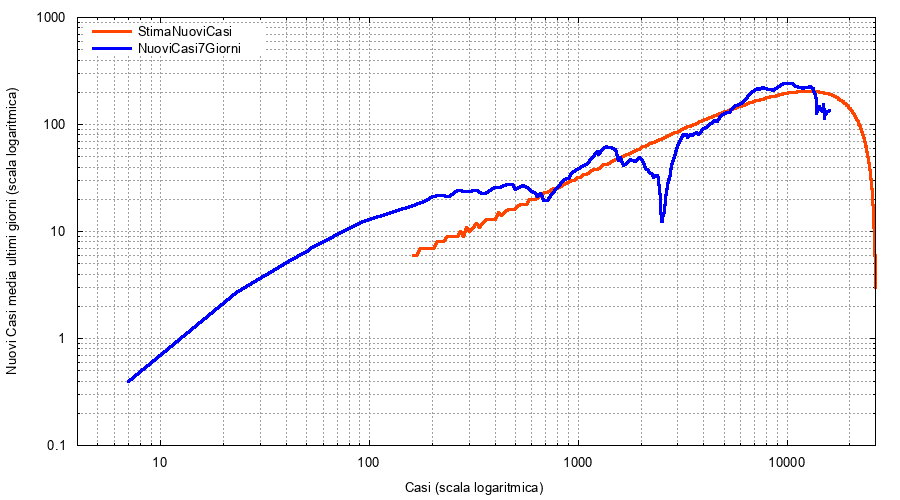 1000
StimaNuoviCasi
NuoviCasi7Giorni
100
10
1
0.1
Nuovi Casi media ultimi giorni (scala logaritmica)
10
100
1000
10000
Casi (scala logaritmica)